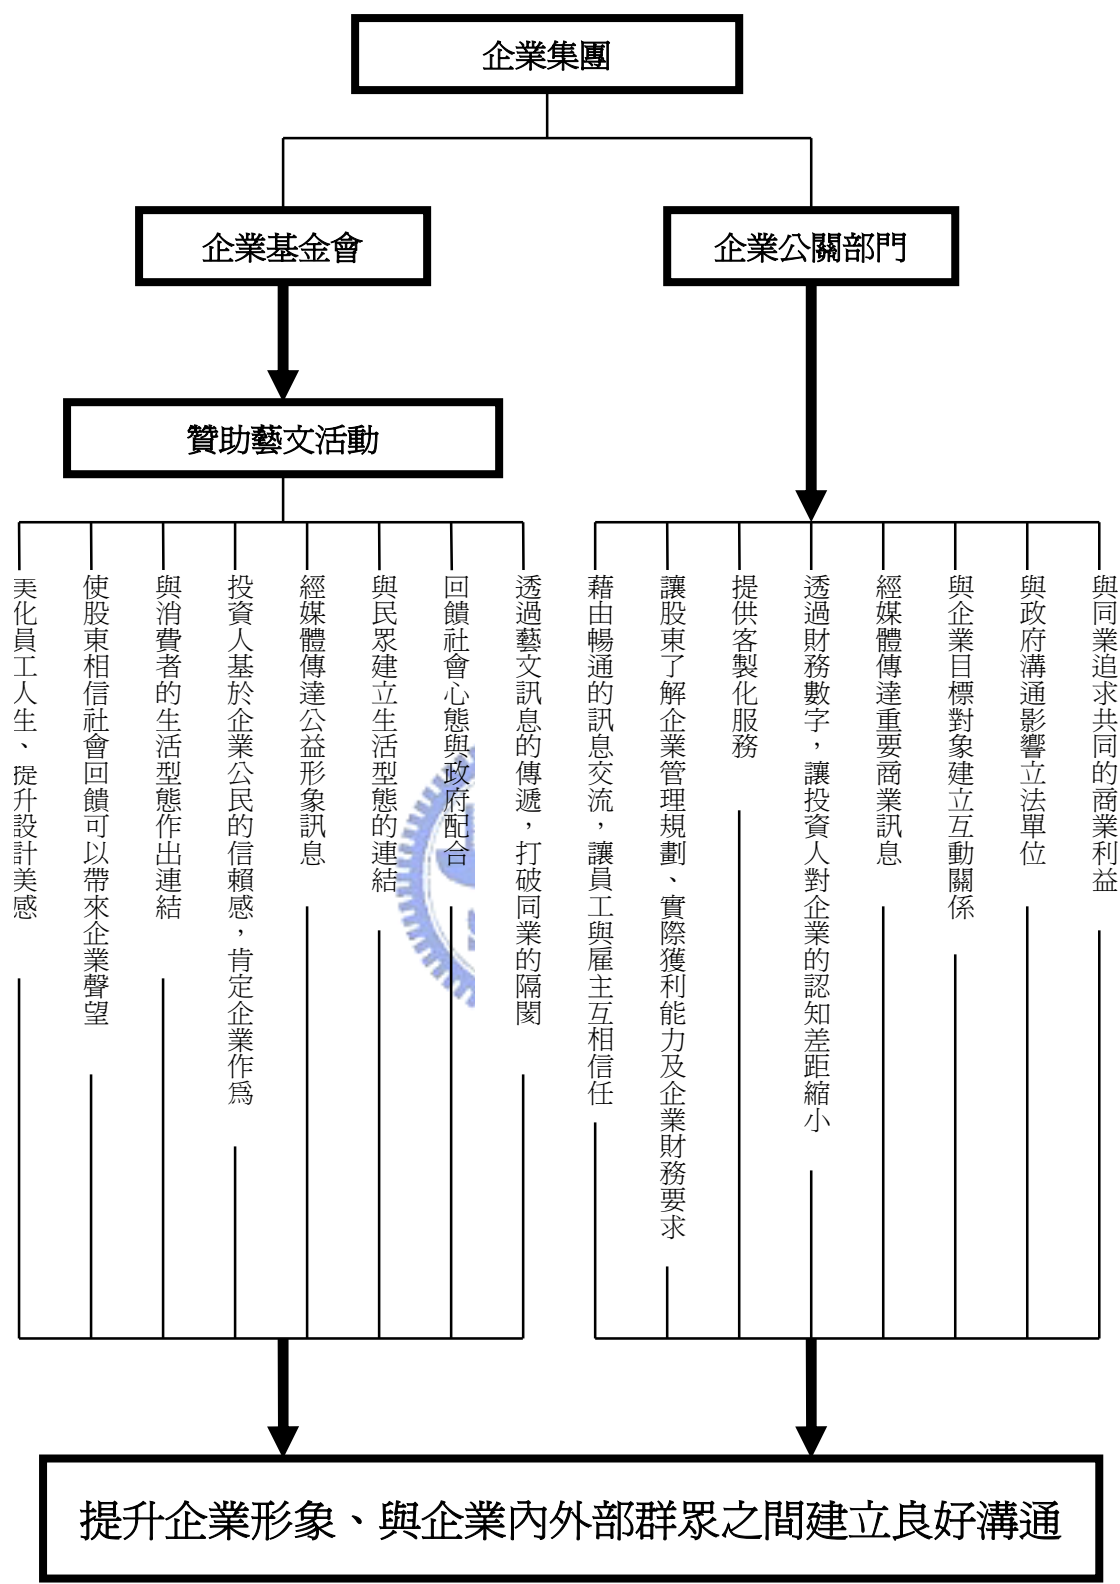 企業集團
企業基金會
企業公關部門
贊助藝文活動
美化員工人生、提升設計美感
使股東相信社會回饋可以帶來企業聲望
與消費者的生活型態作出連結
投資人基於企業公民的信賴感，肯定企業作為
經媒體傳達公益形象訊息
與民眾建立生活型態的連結
回饋社會心態與政府配合
透過藝文訊息的傳遞，打破同業的隔閡
藉由暢通的訊息交流，讓員工與雇主互相信任
讓股東了解企業管理規劃、實際獲利能力及企業財務要求
提供客製化服務
透過財務數字，讓投資人對企業的認知差距縮小
經媒體傳達重要商業訊息
與企業目標對象建立互動關係
與政府溝通影響立法單位
與同業追求共同的商業利益
提升企業形象、與企業內外部群眾之間建立良好溝通